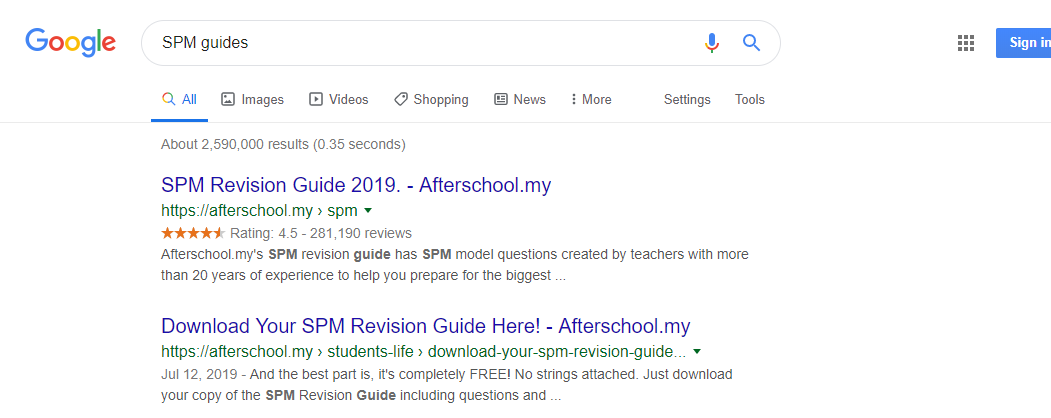 Google
SPM guides
Sign in
All Images Videos Shopping News More Settings Tools
About 2,590,000 results (0.35 seconds)
SPM Revision Guide 2019. - Afterschool.my
https://afterschool.my › spm
Rating: 4.5 - 281,190 reviews
Afterschool.my's SPM revision guide has SPM model questions created by teachers with more
than 20 years of experience to help you prepare for the biggest ...
Download Your SPM Revision Guide Here! - Afterschool.my
https://afterschool.my › students-life › download-your-spm-revision-guide...
Jul 12, 2019 - And the best part is, it's completely FREE! No strings attached. Just download
your copy of the SPM Revision Guide including questions and ...